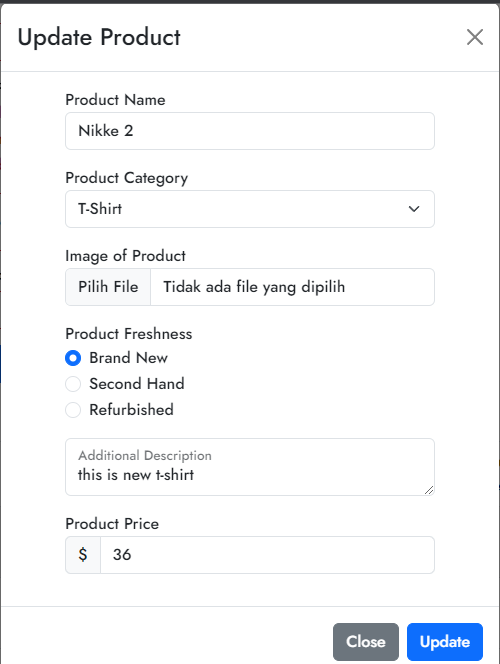 Update Product
Product Name
Nikke 2
Product Category
T-Shirt
Image of Product
Pilih File Tidak ada file yang dipilih
Product Freshness
Brand New
Second Hand
Refurbished
Additional Description
this is new t-shirt
Product Price
$ 36
Close Update